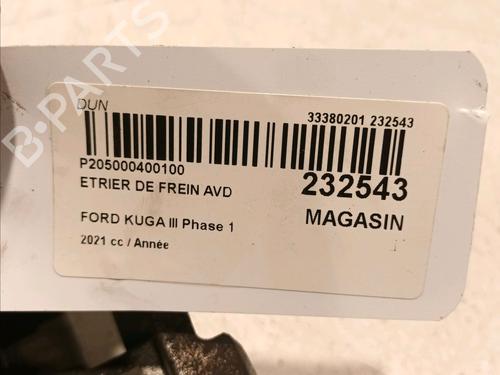 DUN
33380201 232543
P205000400100
ETRIER DE FREIN AVD
232543
FORD KUGA III Phase 1
MAGASIN
2021 cc / Année
B-PARTS